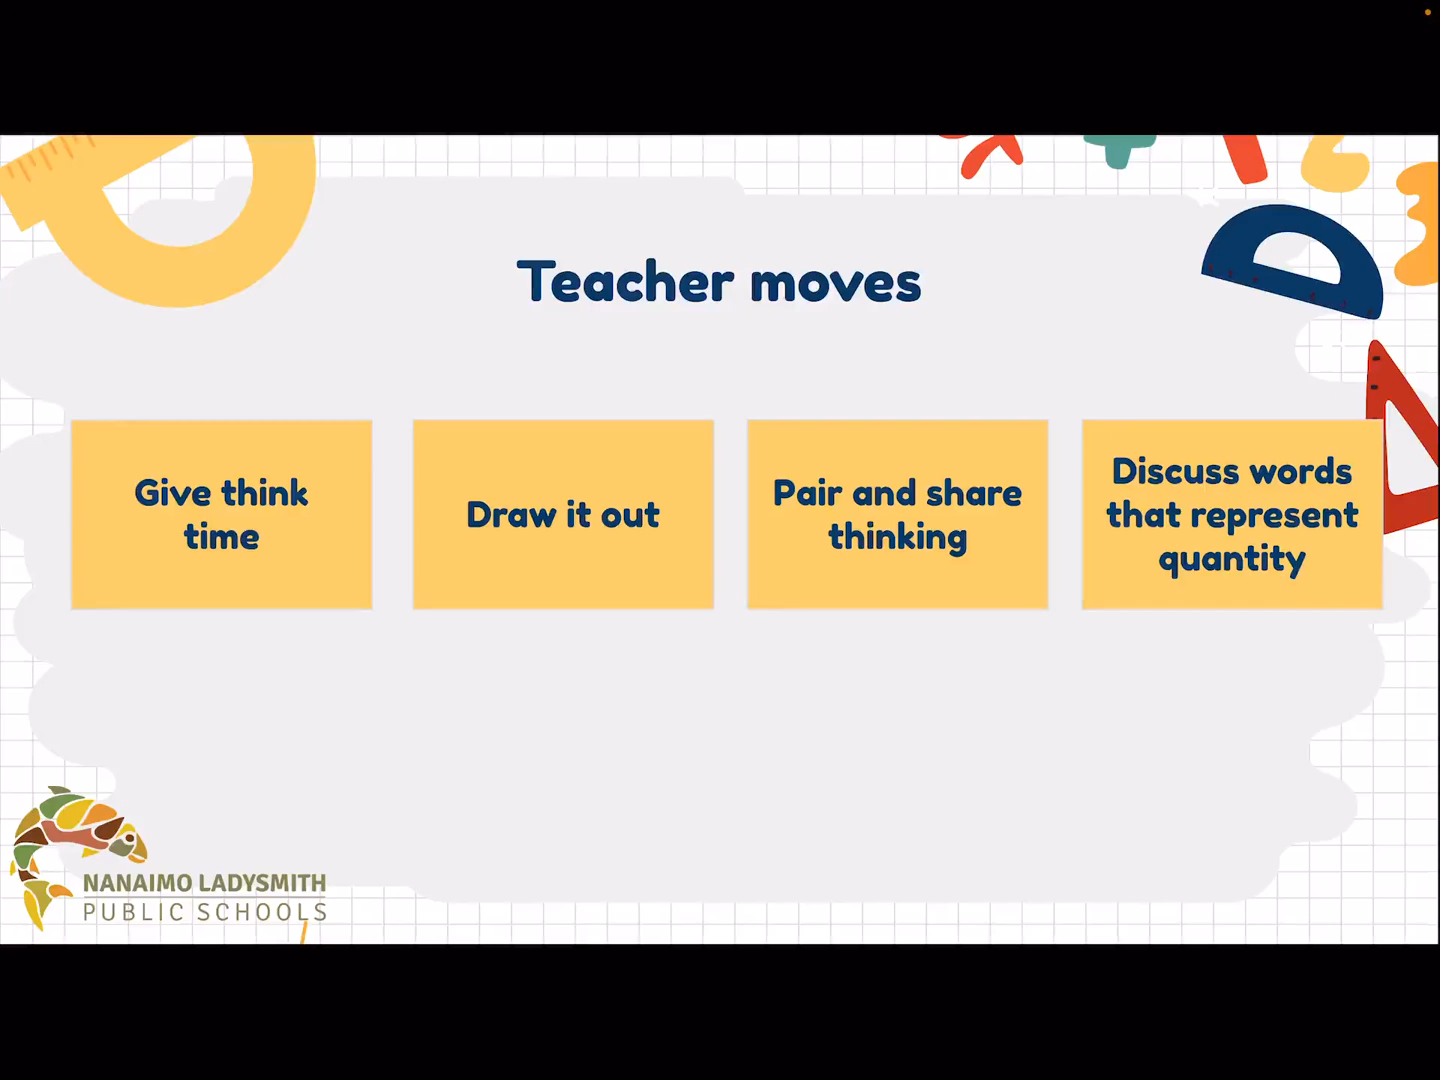 Teacher moves
Give think
time
Draw it out
Pair and share
thinking
Discuss words
that represent
quantity
NANAIMO LADYSMITH
PUBLIC SCHOOLS